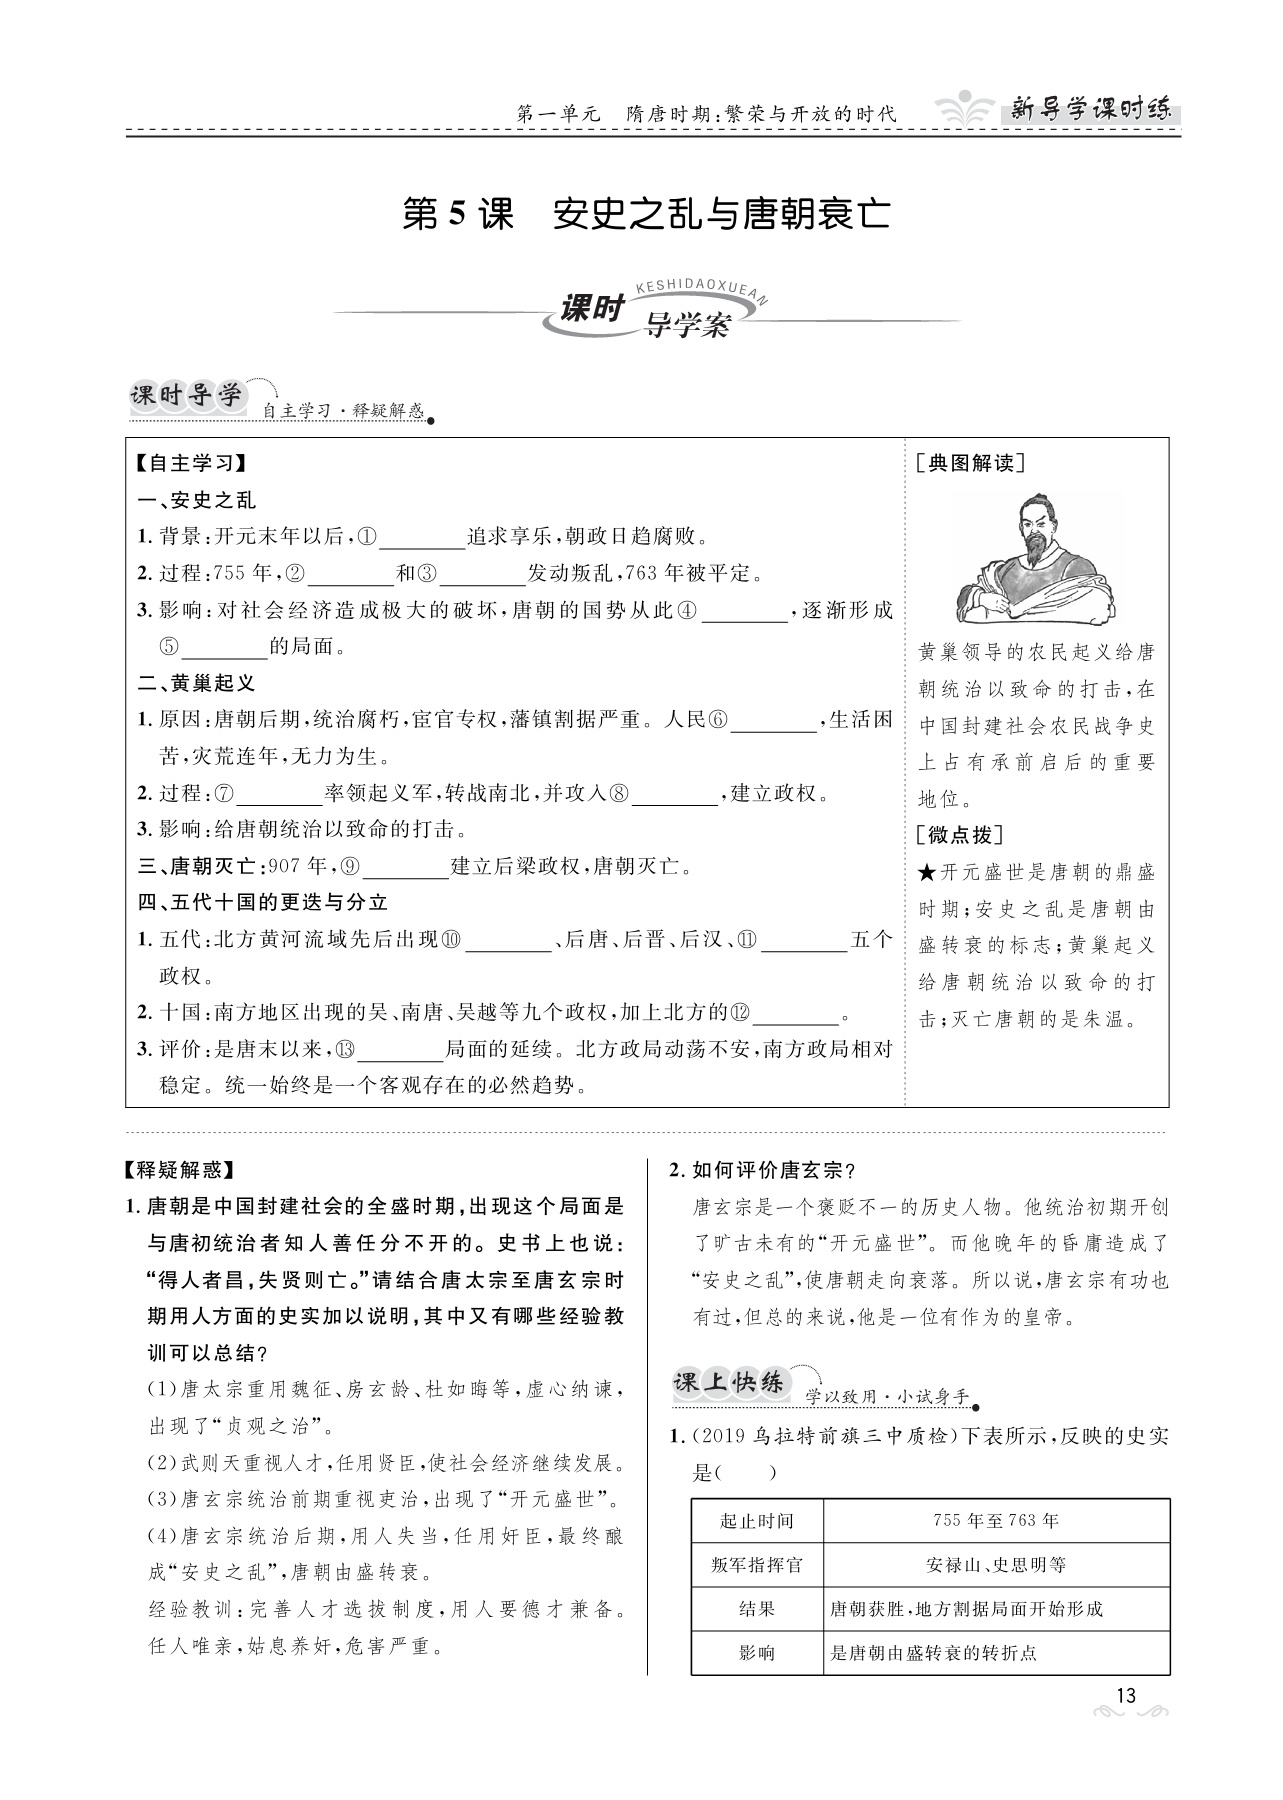 第一单元 隋唐时期:繁荣与开放的时代
新导学课时练
第 5 课 安史之乱与唐朝衰亡
KESHIDAOXUEAN
课时
导学案
课时导学
自主学习·释疑解惑
【自主学习】
一、安史之乱
1. 背景:开元末年以后,①________追求享乐,朝政日趋腐败。
2. 过程:755 年,②________和③________发动叛乱,763 年被平定。
3. 影响:对社会经济造成极大的破坏,唐朝的国势从此④________,逐渐形成
⑤________的局面。
二、黄巢起义
1. 原因:唐朝后期,统治腐朽,宦官专权,藩镇割据严重。人民⑥________,生活困
苦,灾荒连年,无力为生。
2. 过程:⑦________率领起义军,转战南北,并攻入⑧________,建立政权。
3. 影响:给唐朝统治以致命的打击。
三、唐朝灭亡:907 年,⑨________建立后梁政权,唐朝灭亡。
四、五代十国的更迭与分立
1. 五代:北方黄河流域先后出现⑩________、后唐、后晋、后汉、⑪________五个
政权。
2. 十国:南方地区出现的吴、南唐、吴越等九个政权,加上北方的⑫________。
3. 评价:是唐末以来,⑬________局面的延续。北方政局动荡不安,南方政局相对
稳定。统一始终是一个客观存在的必然趋势。
[典图解读]
黄巢领导的农民起义给唐
朝统治以致命的打击,在
中国封建社会农民战争史
上占有承前启后的重要
地位。
[微点拨]
★开元盛世是唐朝的鼎盛
时期;安史之乱是唐朝由
盛转衰的标志;黄巢起义
给唐朝统治以致命的打
击;灭亡唐朝的是朱温。
【释疑解惑】
1. 唐朝是中国封建社会的全盛时期,出现这个局面是
与唐初统治者知人善任分不开的。史书上也说:
“得人者昌,失贤则亡。”请结合唐太宗至唐玄宗时
期用人方面的史实加以说明,其中又有哪些经验教
训可以总结?
(1)唐太宗重用魏征、房玄龄、杜如晦等,虚心纳谏,
出现了“贞观之治”。
(2)武则天重视人才,任用贤臣,使社会经济继续发展。
(3)唐玄宗统治前期重视吏治,出现了“开元盛世”。
(4)唐玄宗统治后期,用人失当,任用奸臣,最终酿
成“安史之乱”,唐朝由盛转衰。
经验教训:完善人才选拔制度,用人要德才兼备。
任人唯亲,姑息养奸,危害严重。
2. 如何评价唐玄宗?
唐玄宗是一个褒贬不一的历史人物。他统治初期开创
了旷古未有的“开元盛世”。而他晚年的昏庸造成了
“安史之乱”,使唐朝走向衰落。所以说,唐玄宗有功也
有过,但总的来说,他是一位有作为的皇帝。
课上快练
学以致用·小试身手
1. (2019 乌拉特前旗三中质检)下表所示,反映的史实
是(  )
起止时间 755 年至 763 年
叛军指挥官 安禄山、史思明等
结果 唐朝获胜,地方割据局面开始形成
影响 是唐朝由盛转衰的转折点
13